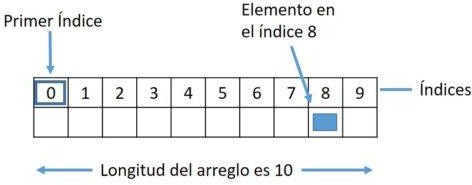 Primer Índice
Elemento en
el índice 8
0 1 2 3 4 5 6 7 8 9
Índices
Longitud del arreglo es 10